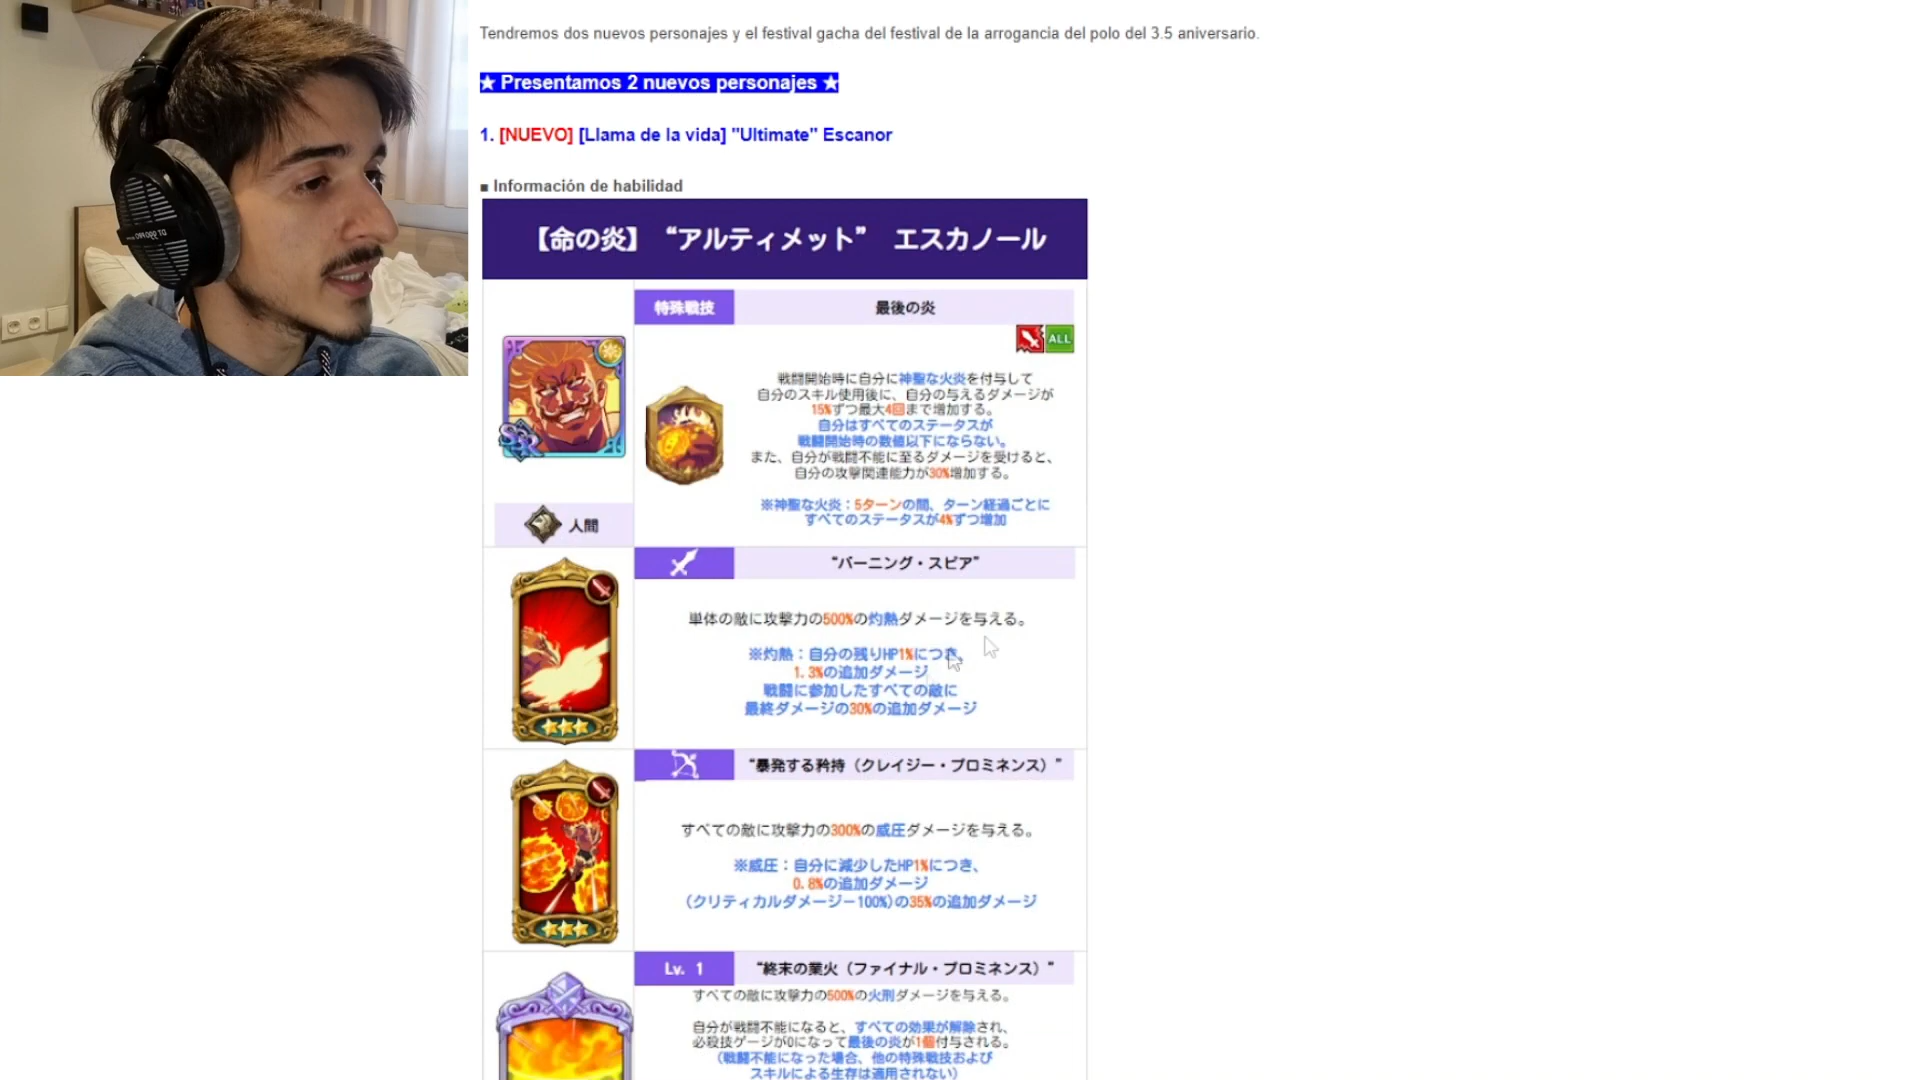 Tendremos dos nuevos personajes y el festival gacha del festival de la arrogancia del polo del 3.5 aniversario.
★ Presentamos 2 nuevos personajes ★
1. [NUEVO] [Llama de la vida] "Ultimate" Escanor
■ Información de habilidad
【命の炎】 “アルティメット” エスカノール
特殊戦技
最後の炎
ALL
戦闘開始時に自分に神聖な火炎を付与して
自分のスキル使用後に、自分の与えるダメージが
15%ずつ最大4回まで増加する。
自分はすべてのステータスが
戦闘開始時の数値以下にならない。
また、自分が戦闘不能に至るダメージを受けると、
自分の攻撃関連能力が30%増加する。
※神聖な火炎：5ターンの間、ターン経過ごとに
すべてのステータスが4%ずつ増加
SR
人間
“バーニング・スピア”
単体の敵に攻撃力の500%の灼熱ダメージを与える。
※灼熱：自分の残りHP1%につき、
1.3%の追加ダメージ
戦闘に参加したすべての敵に
最終ダメージの30%の追加ダメージ
“暴発する矜持（クレイジー・プロミネンス）”
すべての敵に攻撃力の300%の威圧ダメージを与える。
※威圧：自分に減少したHP1%につき、
0.8%の追加ダメージ
（クリティカルダメージ－100%）の35%の追加ダメージ
Lv. 1
“終末の業火（ファイナル・プロミネンス）”
すべての敵に攻撃力の500%の火刑ダメージを与える。
自分が戦闘不能になると、すべての効果が解除され、
必殺技ゲージが0になって最後の炎が1個付与される。
（戦闘不能になった場合、他の特殊戦技および
スキルによる生存は適用されない）